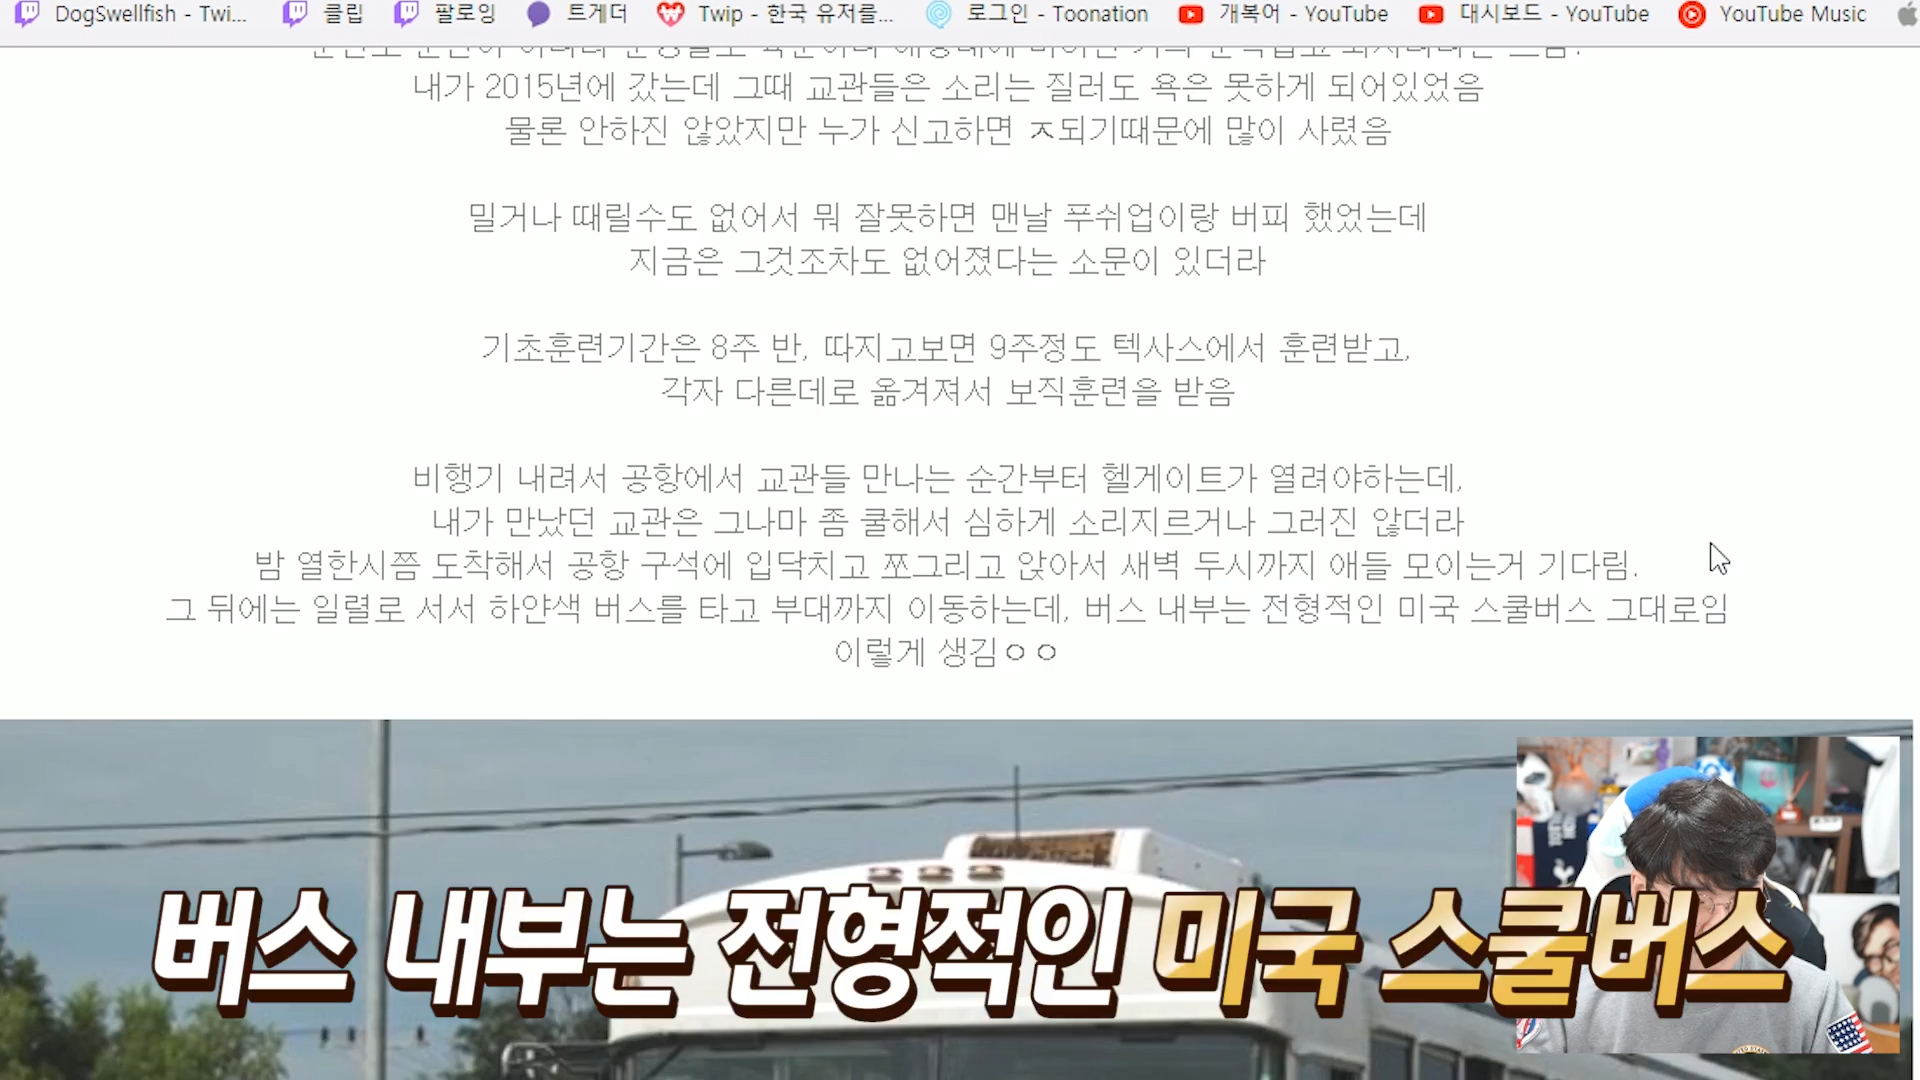 DogSwellfish - Twi... 클립 팔로잉 트게더 Twip - 한국 유저를... 로그인 - Toonation 개복어 - YouTube 대시보드 - YouTube YouTube Music
내가 2015년에 갔는데 그때 교관들은 소리는 질러도 욕은 못하게 되어있었음
물론 안하진 않았지만 누가 신고하면 ㅈ되기때문에 많이 사렸음
밀거나 때릴수도 없어서 뭐 잘못하면 맨날 푸쉬업이랑 버피 했었는데
지금은 그것조차도 없어졌다는 소문이 있더라
기초훈련기간은 8주 반, 따지고보면 9주정도 텍사스에서 훈련받고,
각자 다른데로 옮겨져서 보직훈련을 받음
비행기 내려서 공항에서 교관들 만나는 순간부터 헬게이트가 열려야하는데,
내가 만났던 교관은 그나마 좀 쿨해서 심하게 소리지르거나 그러진 않더라
밤 열한시쯤 도착해서 공항 구석에 입닥치고 쪼그리고 앉아서 새벽 두시까지 애들 모이는거 기다림.
그 뒤에는 일렬로 서서 하얀색 버스를 타고 부대까지 이동하는데, 버스 내부는 전형적인 미국 스쿨버스 그대로임
이렇게 생김ㅇㅇ
버스 내부는 전형적인 미국 스쿨버스